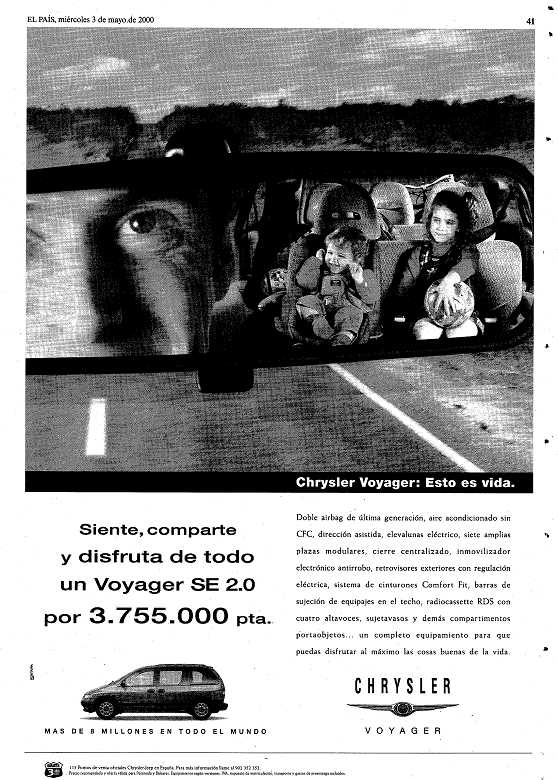 EL PAÍS, miércoles 3 de mayo de 2000
41
Chrysler Voyager: Esto es vida.
Siente, comparte
y disfruta de todo
un Voyager SE 2.0
por 3.755.000 pta.
Doble airbag de última generación, aire acondicionado sin
CFC, dirección asistida, elevalunas eléctrico, siete amplias
plazas modulares, cierre centralizado, inmovilizador
electrónico antirrobo, retrovisores exteriores con regulación
eléctrica, sistema de cinturones Comfort Fit, barras de
sujeción de equipajes en el techo, radiocassette RDS con
cuatro altavoces, sujetavasos y demás compartimentos
portaobjetos... un completo equipamiento para que
puedas disfrutar al máximo las cosas buenas de la vida.
MAS DE 8 MILLONES EN TODO EL MUNDO
CHRYSLER
VOYAGER
3
115 Puntos de venta oficiales Chrysler-Jeep en España. Para más información llame al 902 352 352.
Precio recomendado y oferta válida para Península y Baleares. Equipamiento según versiones. IVA, impuesto de matriculación, transporte y gastos de preentrega incluidos.